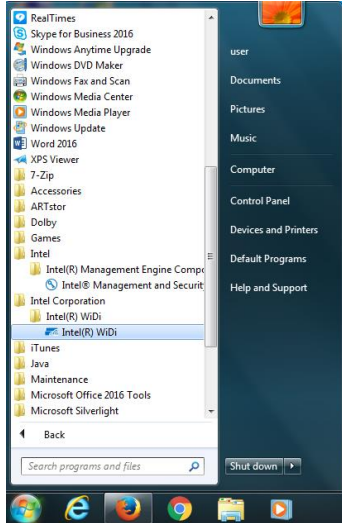 RealTimes
Skype for Business 2016
Windows Anytime Upgrade
Windows DVD Maker
Windows Fax and Scan
Windows Media Center
Windows Media Player
Windows Update
Word 2016
XPS Viewer
7-Zip
Accessories
ARTstor
Dolby
Games
Intel
Intel(R) Management Engine Compo
Intel® Management and Securit
Intel Corporation
Intel(R) WiDi
Intel(R) WiDi
iTunes
Java
Maintenance
Microsoft Office 2016 Tools
Microsoft Silverlight
Back
Search programs and files
user
Documents
Pictures
Music
Computer
Control Panel
Devices and Printers
Default Programs
Help and Support
Shut down